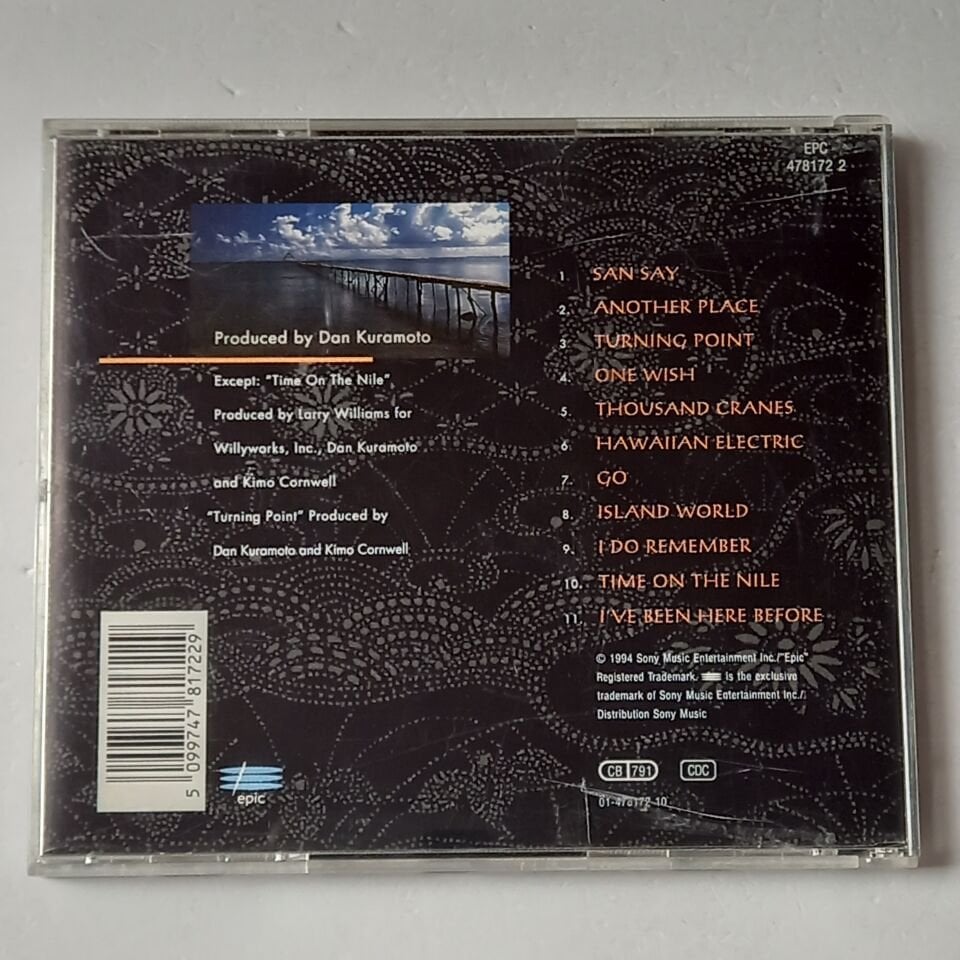 EPC
478172 2
Produced by Dan Kuramoto
Except: "Time On The Nile"
Produced by Larry Williams for
Willyworks, Inc., Dan Kuramoto
and Kimo Cornwell
"Turning Point" Produced by
Dan Kuramoto and Kimo Cornwell
1 SAN SAY
2. ANOTHER PLACE
3 TURNING POINT
4. ONE WISH
5. THOUSAND CRANES
6. HAWAIIAN ELECTRIC
7. GO
8. ISLAND WORLD
9. I DO REMEMBER
10. TIME ON THE NILE
11. I'VE BEEN HERE BEFORE
© 1994 Sony Music Entertainment Inc./"Epic"
Registered Trademark. Is the exclusive
trademark of Sony Music Entertainment Inc./
Distribution Sony Music
CB 791 CDC
01-478172-10
5 099747 817229
epic